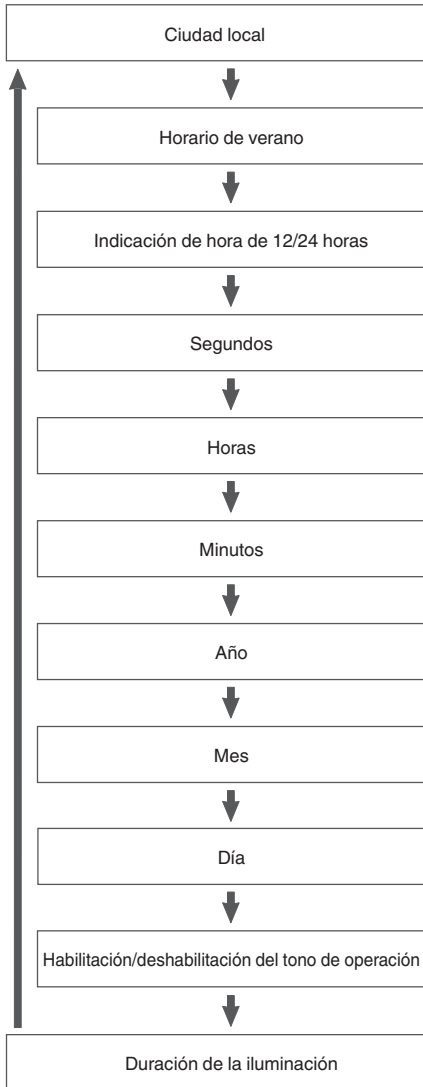 Ciudad local
Horario de verano
Indicación de hora de 12/24 horas
Segundos
Horas
Minutos
Año
Mes
Día
Habilitación/deshabilitación del tono de operación
Duración de la iluminación